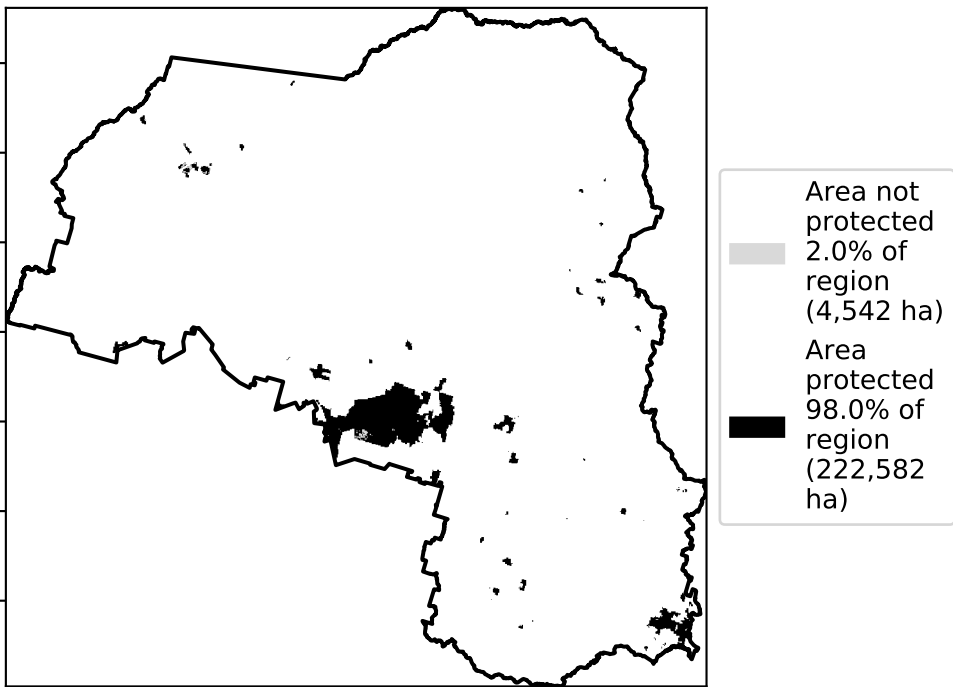 Area not
protected
2.0% of
region
(4,542 ha)
Area
protected
98.0% of
region
(222,582
ha)